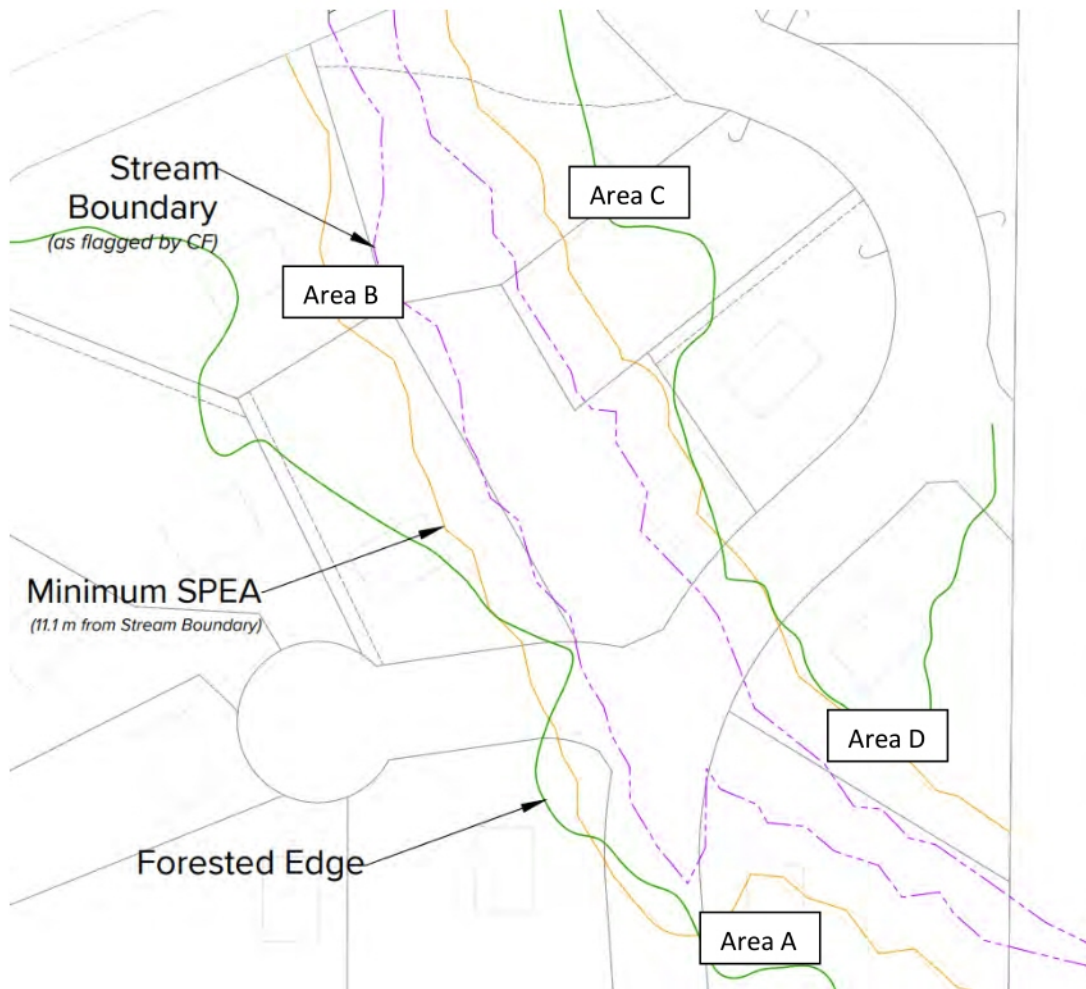 Area C
Stream
Boundary
(as flagged by CF)
Area B
Minimum SPEA
(11.1 m from Stream Boundary)
Area D
Forested Edge
Area A